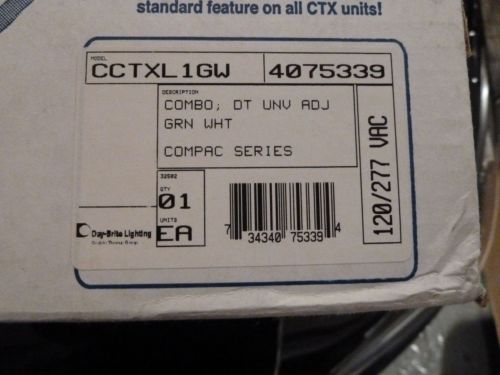 standard feature on all CTX units!
MODEL
CCTXL1GW
4075339
DESCRIPTION
COMBO; DT UNV ADJ
GRN WHT
COMPAC SERIES
120/277 VAC
32602
QTY
01
UNITS
EA
Day-Brite Lighting
7 34340 75339 4